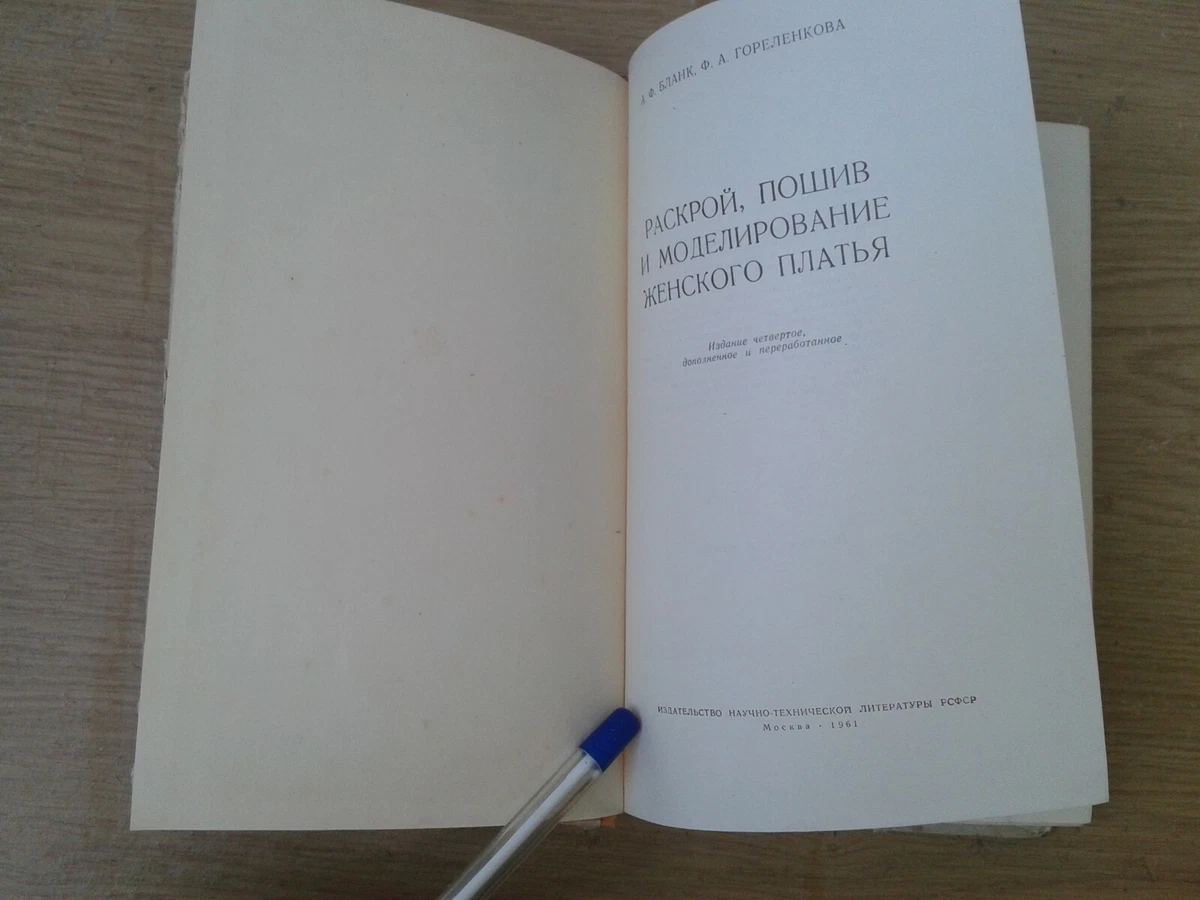 А. Ф. БЛАНК, Ф. А. ГОРЕЛЕНКОВА
РАСКРОЙ, ПОШИВ
И МОДЕЛИРОВАНИЕ
ЖЕНСКОГО ПЛАТЬЯ
Издание четвертое,
дополненное и переработанное
ИЗДАТЕЛЬСТВО НАУЧНО-ТЕХНИЧЕСКОЙ ЛИТЕРАТУРЫ РСФСР
Москва · 1961